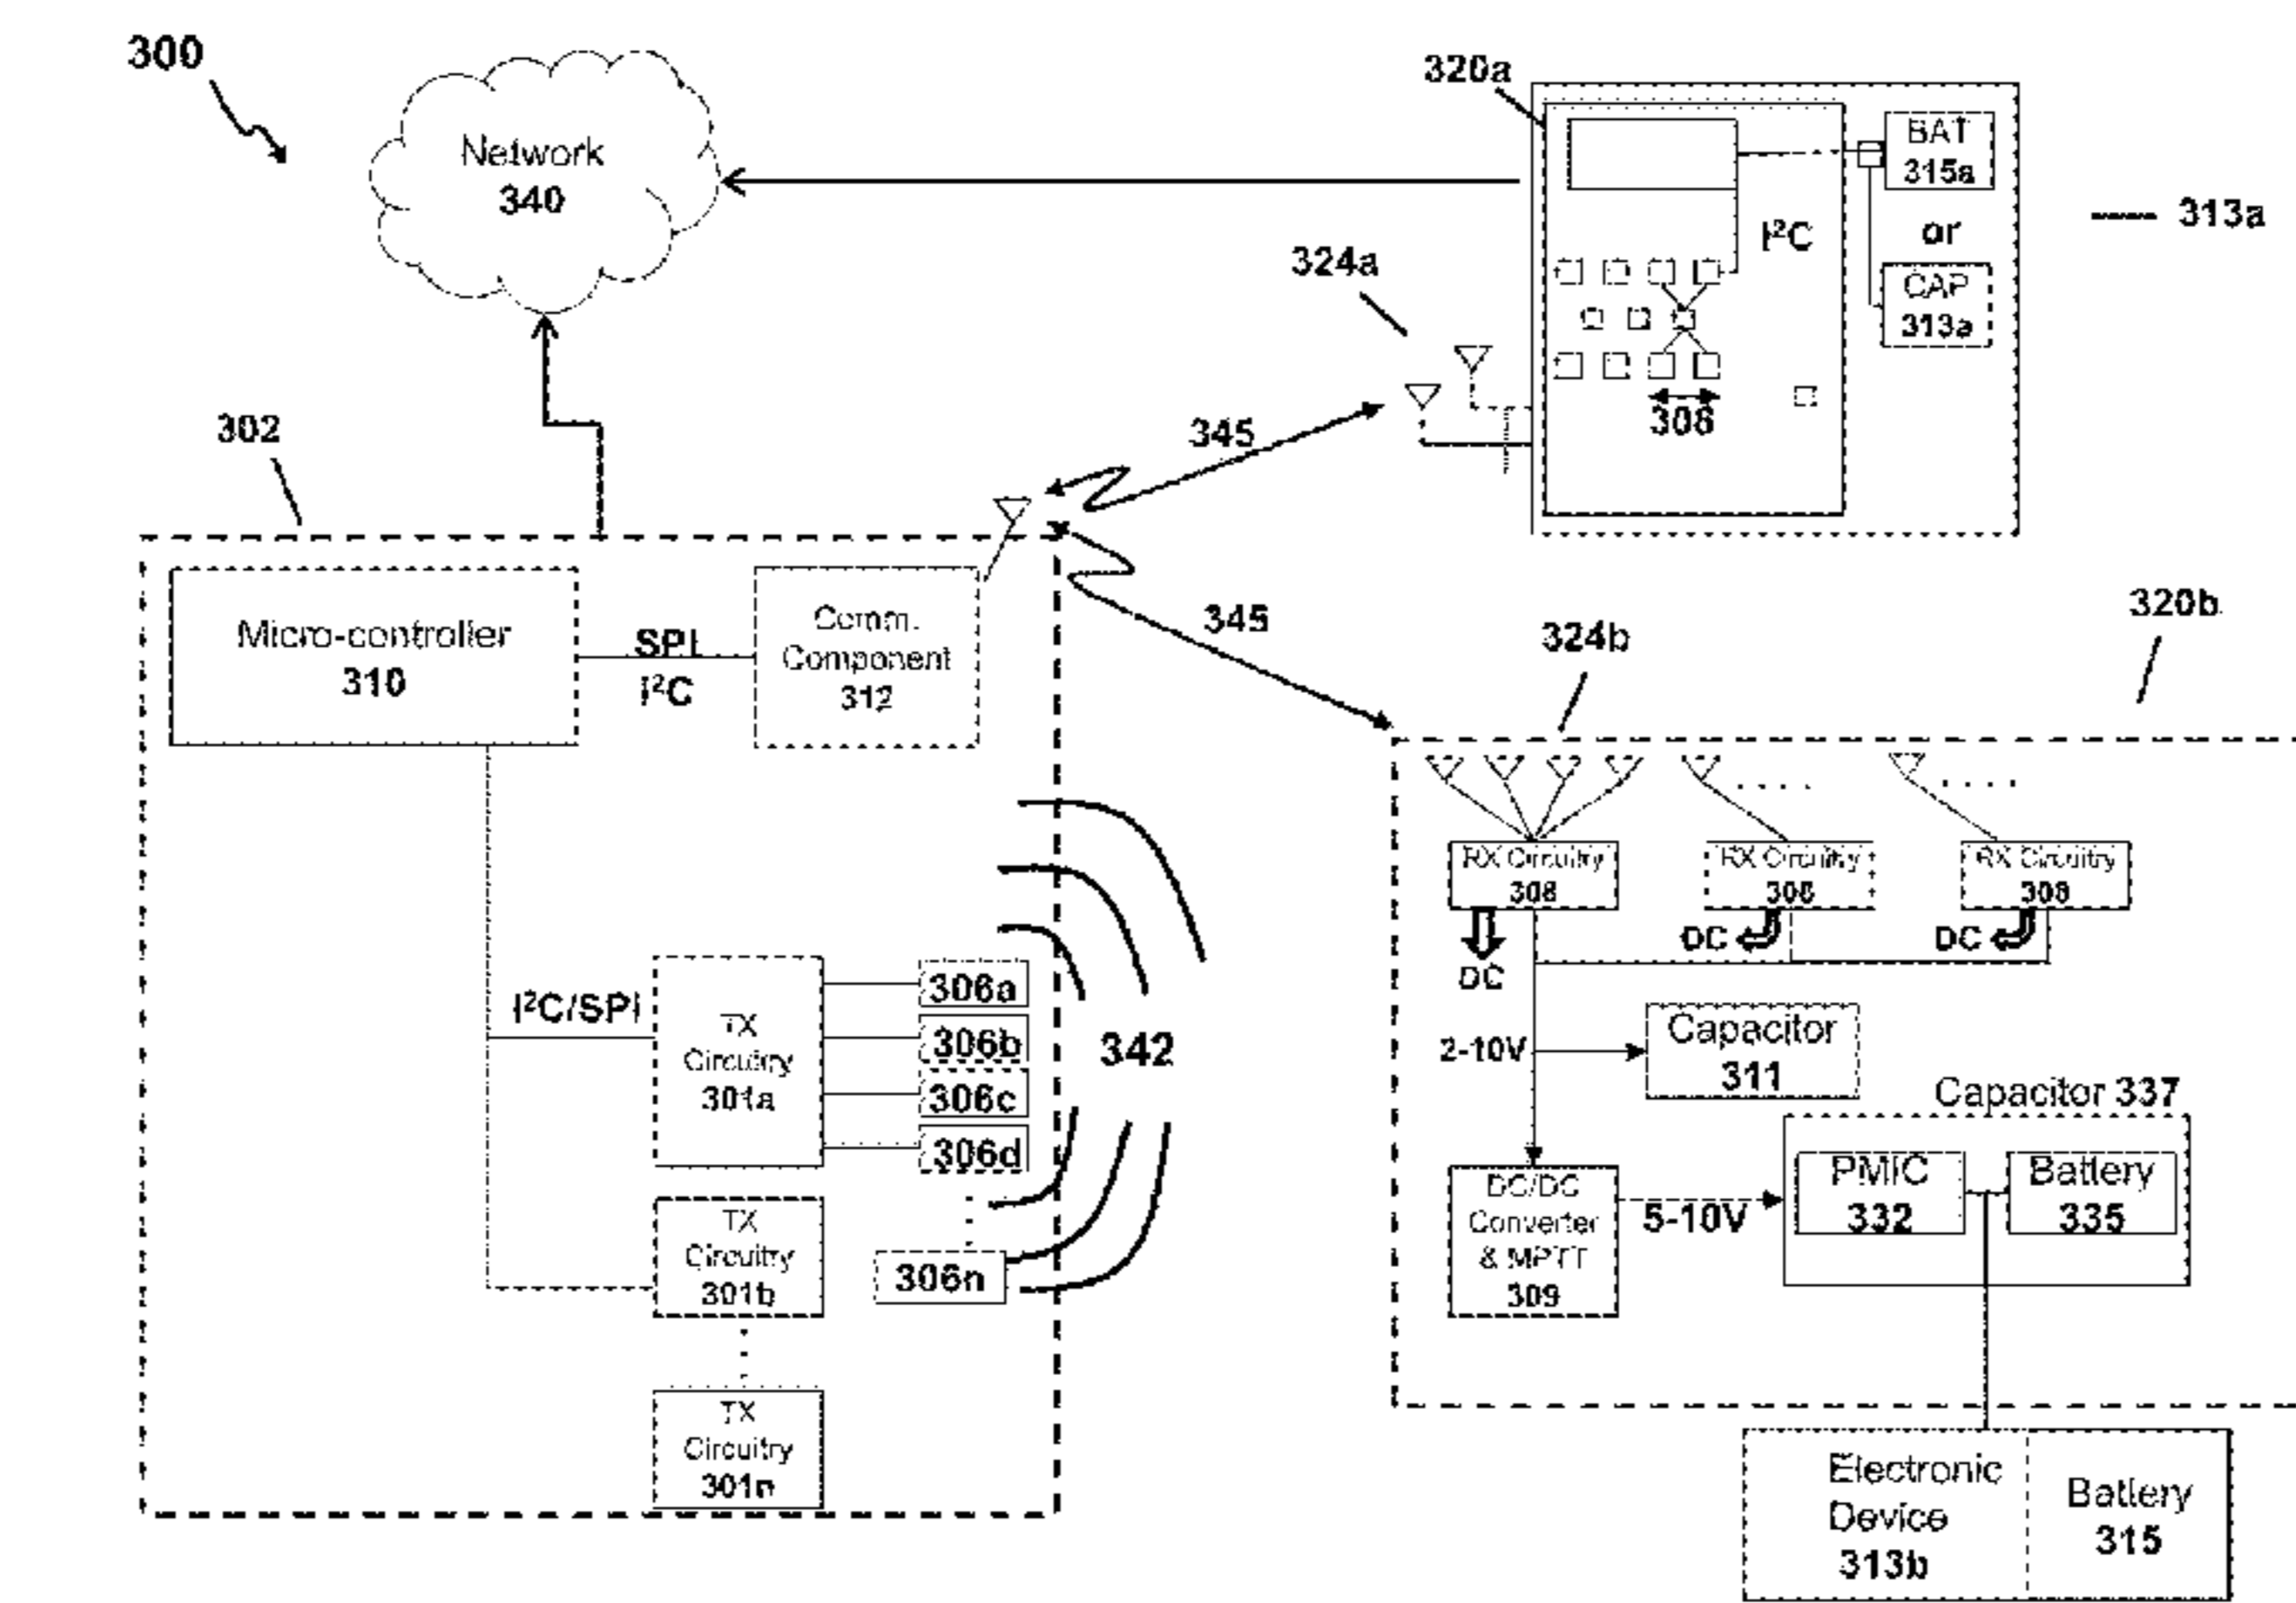 300
Network
340
320a
BAT
315a
or
CAP
313a
313a
I²C
308
324a
345
302
Micro-controller
310
SPI
I²C
Comm.
Component
312
345
324b
320b
RX Circuitry
308
RX Circuitry
308
RX Circuitry
308
DC
DC
DC
2-10V
Capacitor
311
Capacitor 337
DC/DC
Converter
& MPTT
309
5-10V
PMIC
332
Battery
335
Electronic
Device
313b
Battery
315
I²C/SPI
TX
Circuitry
301a
306a
306b
306c
306d
342
TX
Circuitry
301b
306n
TX
Circuitry
301n